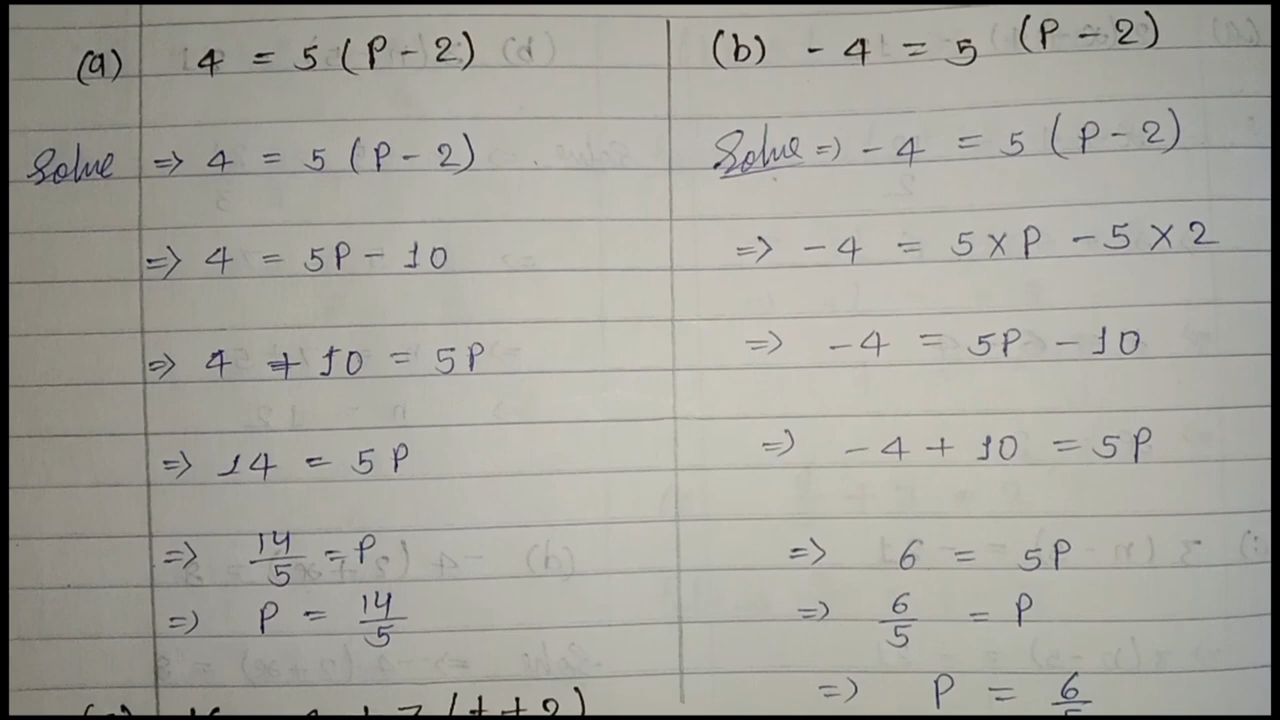 (a) 4 = 5 (P - 2)
Solve => 4 = 5 (P - 2)
=> 4 = 5P - 10
=> 4 + 10 = 5P
=> 14 = 5P
=> 14/5 = P
=> P = 14/5
(b) - 4 = 5 (P - 2)
Solve => - 4 = 5 (P - 2)
=> - 4 = 5 X P - 5 X 2
=> - 4 = 5P - 10
=> - 4 + 10 = 5P
=> 6 = 5P
=> 6/5 = P
=> P = 6/5